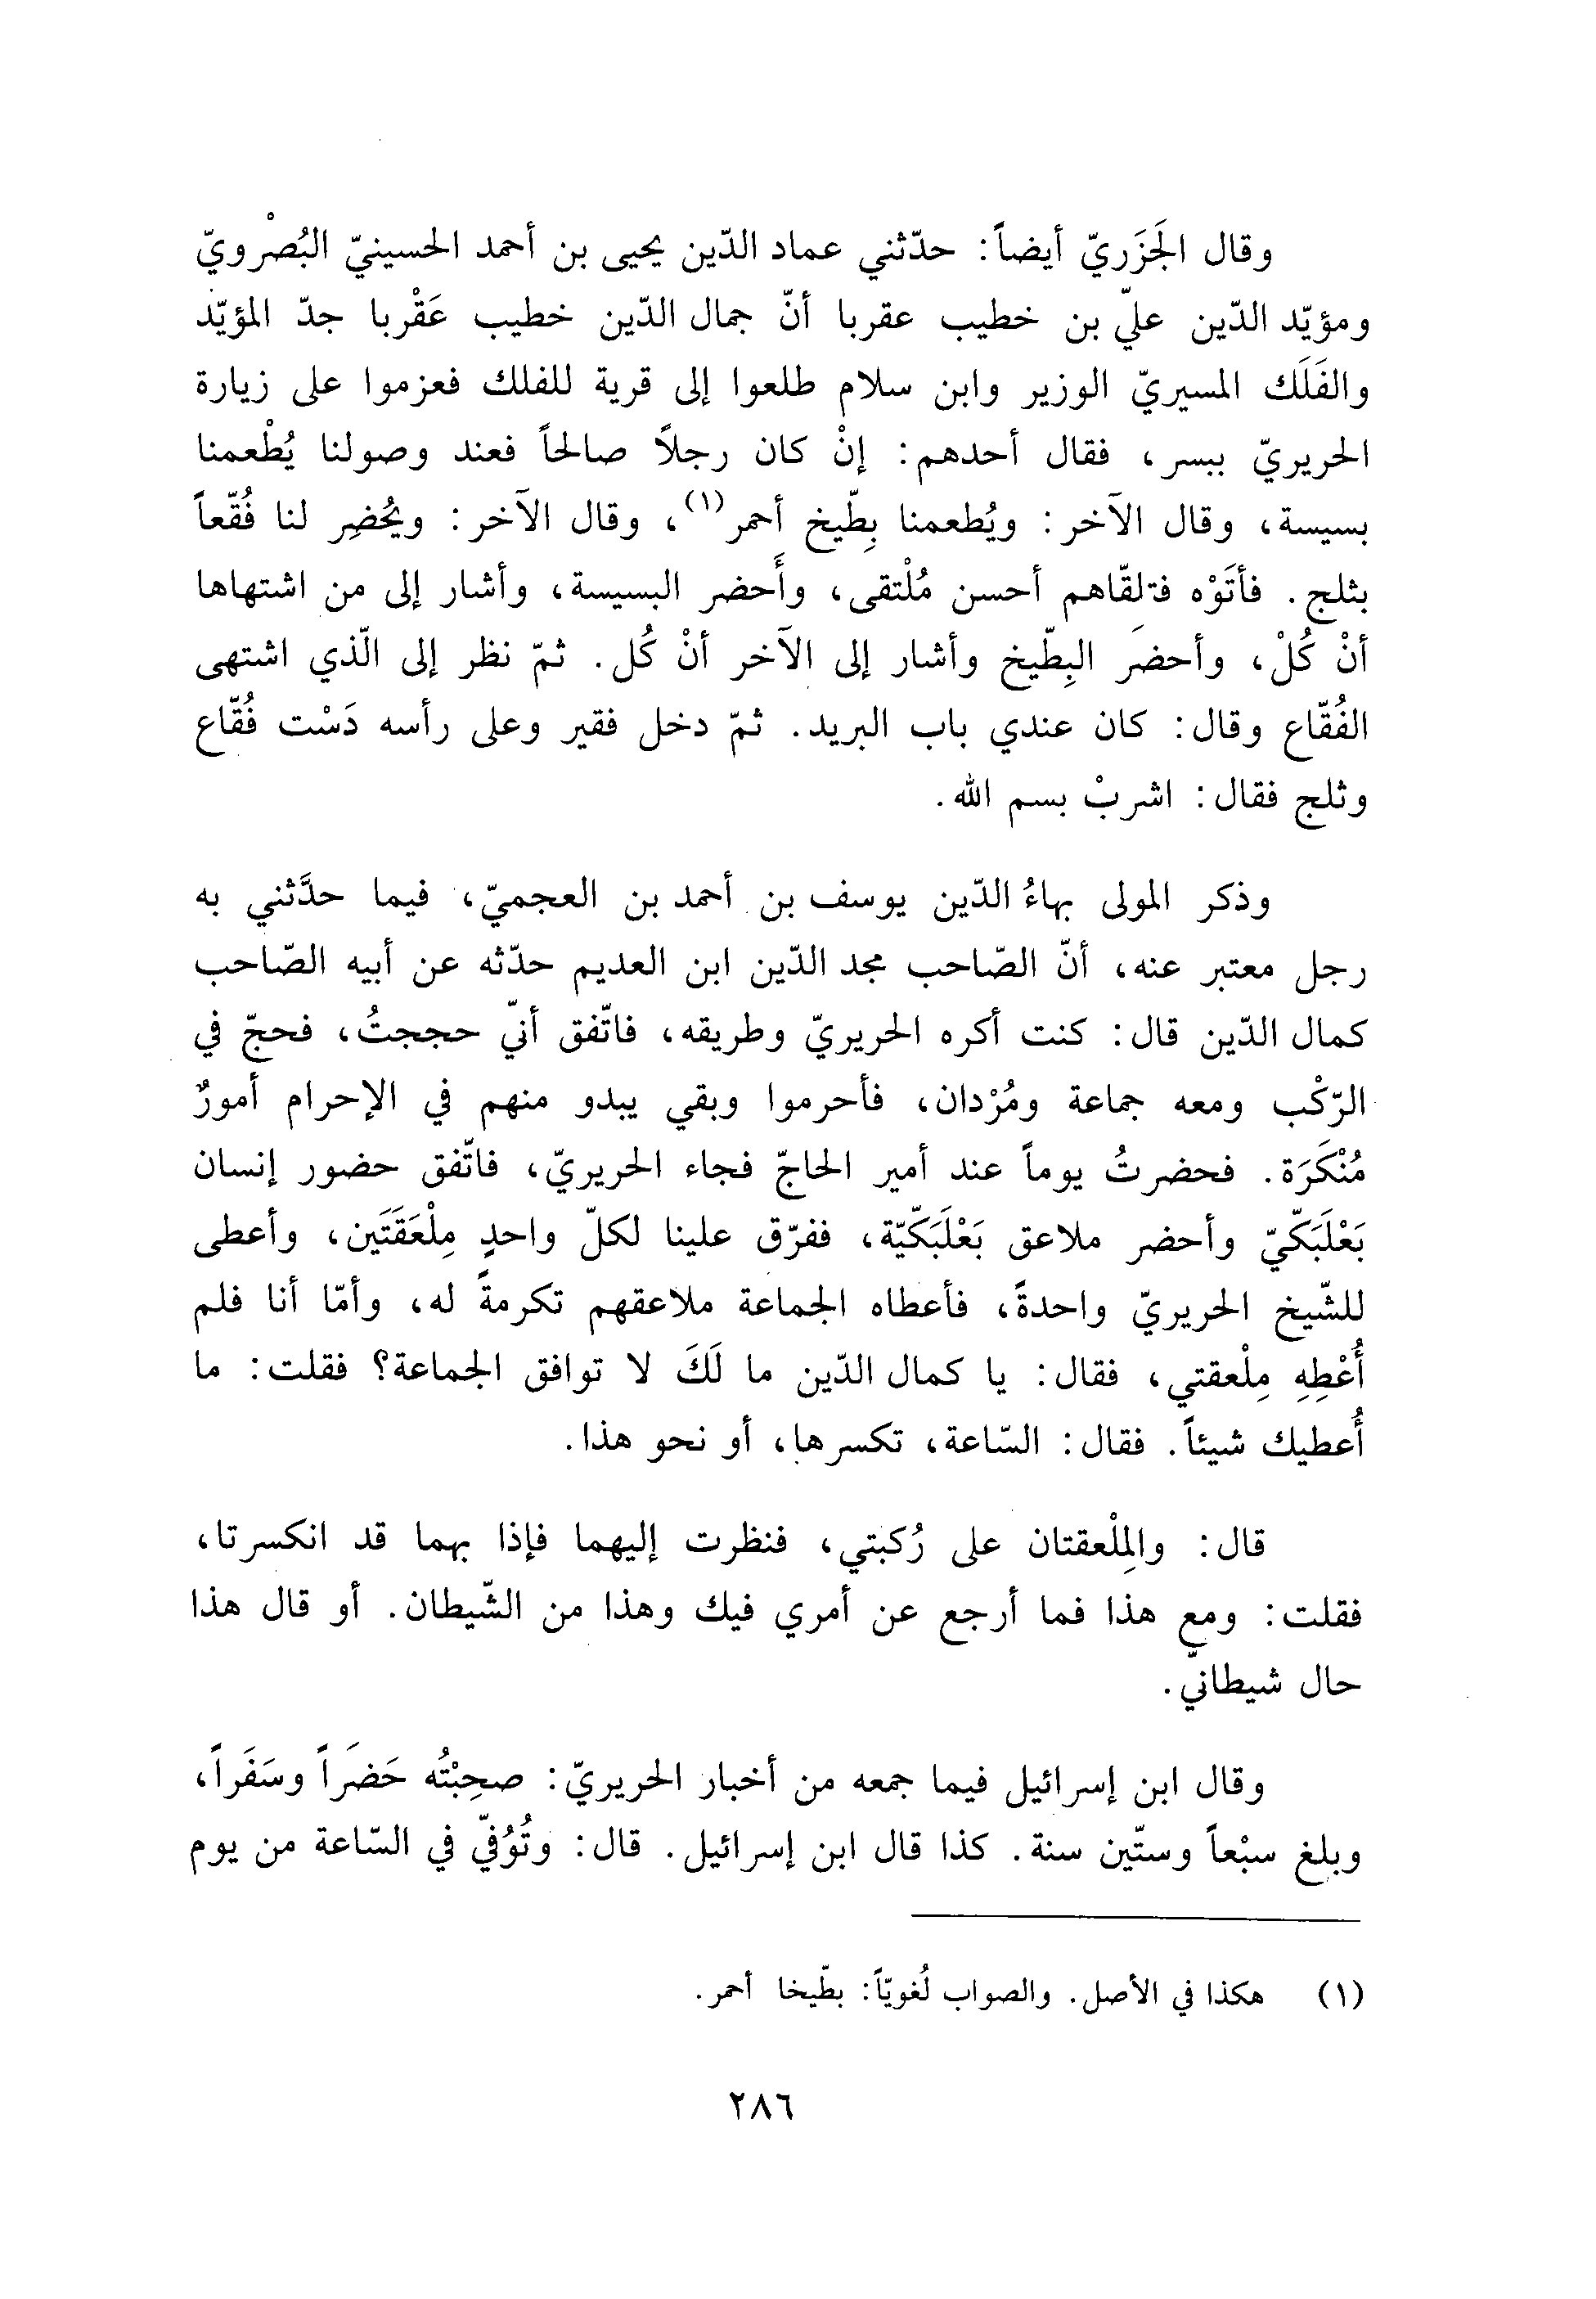 وقال الجَزَريّ أيضاً: حدّثني عماد الدّين يحيى بن أحمد الحسينيّ البُصْرويّ
ومؤيّد الدّين عليّ بن خطيب عقربا أنّ جمال الدّين خطيب عَقْربا جدّ المؤيّد
والفَلَك المسيريّ الوزير وابن سلام طلعوا إلى قرية للفلك فعزموا على زيارة
الحريريّ ببسر، فقال أحدهم: إنْ كان رجلاً صالحاً فعند وصولنا يُطْعمنا
بسيسة، وقال الآخر: ويُطعمنا بِطّيخ أحمر(١)، وقال الآخر: ويُحُضِر لنا فُقّعاً
بثلج. فأتَوْه فتلقّاهم أحسن مُلْتقى، وأَحضر البسيسة، وأشار إلى من اشتهاها
أنْ كُلْ، وأحضَر البِطّيخ وأشار إلى الآخر أنْ كُل. ثمّ نظر إلى الّذي اشتهى
الفُقّاع وقال: كان عندي باب البريد. ثمّ دخل فقير وعلى رأسه دَسْت فُقّاع
وثلج فقال: اشربْ بسم الله.
وذكر المولى بهاءُ الدّين يوسف بن أحمد بن العجميّ، فيما حدَّثني به
رجل معتبر عنه، أنّ الصّاحب مجد الدّين ابن العديم حدّثه عن أبيه الصّاحب
كمال الدّين قال: كنت أكره الحريريّ وطريقه، فاتّفق أنّي حججتُ، فحجّ في
الرّكْب ومعه جماعة ومُرْدان، فأحرموا وبقي يبدو منهم في الإحرام أمورٌ
مُنْكَرَة. فحضرتُ يوماً عند أمير الحاجّ فجاء الحريريّ، فاتّفق حضور إنسان
بَعْلَبَكّيّ وأحضر ملاعق بَعْلَبَكّيّة، ففرّق علينا لكلّ واحدٍ مِلْعَقَتَين، وأعطى
للشّيخ الحريريّ واحدةً، فأعطاه الجماعة ملاعقهم تكرمةً له، وأمّا أنا فلم
أُعْطِهِ مِلْعقتي، فقال: يا كمال الدّين ما لَكَ لا توافق الجماعة؟ فقلت: ما
أُعطيك شيئاً. فقال: السّاعة، تكسرها، أو نحو هذا.
قال: والمِلْعقتان على رُكبتي، فنظرت إليهما فإذا بهما قد انكسرتا،
فقلت: ومع هذا فما أرجع عن أمري فيك وهذا من الشّيطان. أو قال هذا
حال شيطانيّ.
وقال ابن إسرائيل فيما جمعه من أخبار الحريريّ: صحِبْتُه حَضَراً وسَفَراً،
وبلغ سبْعاً وستّين سنة. كذا قال ابن إسرائيل. قال: وتُوُفّي في السّاعة من يوم
(١) هكذا في الأصل. والصواب لُغويّاً: بطّيخا أحمر.
٢٨٦